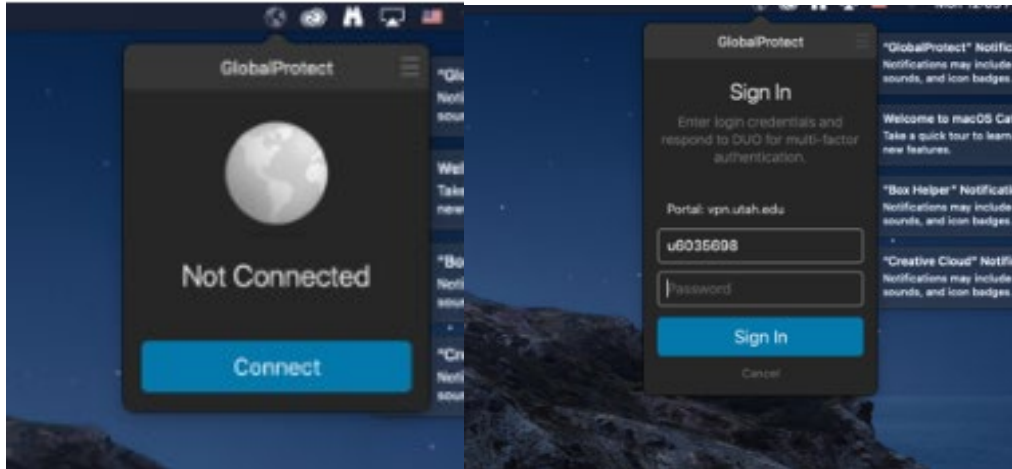 GlobalProtect
Not Connected
Connect
GlobalProtect
Sign In
Enter login credentials and
respond to DUO for multi-factor
authentication.
Portal: vpn.utah.edu
u6035698
Password
Sign In
Cancel
"GlobalProtect" Notific
Notifications may include
sounds, and icon badges
Welcome to macOS Cat
Take a quick tour to learn
new features.
"Box Helper" Notificati
Notifications may include
sounds, and icon badges
"Creative Cloud" Notifi
Notifications may include
sounds, and icon badges